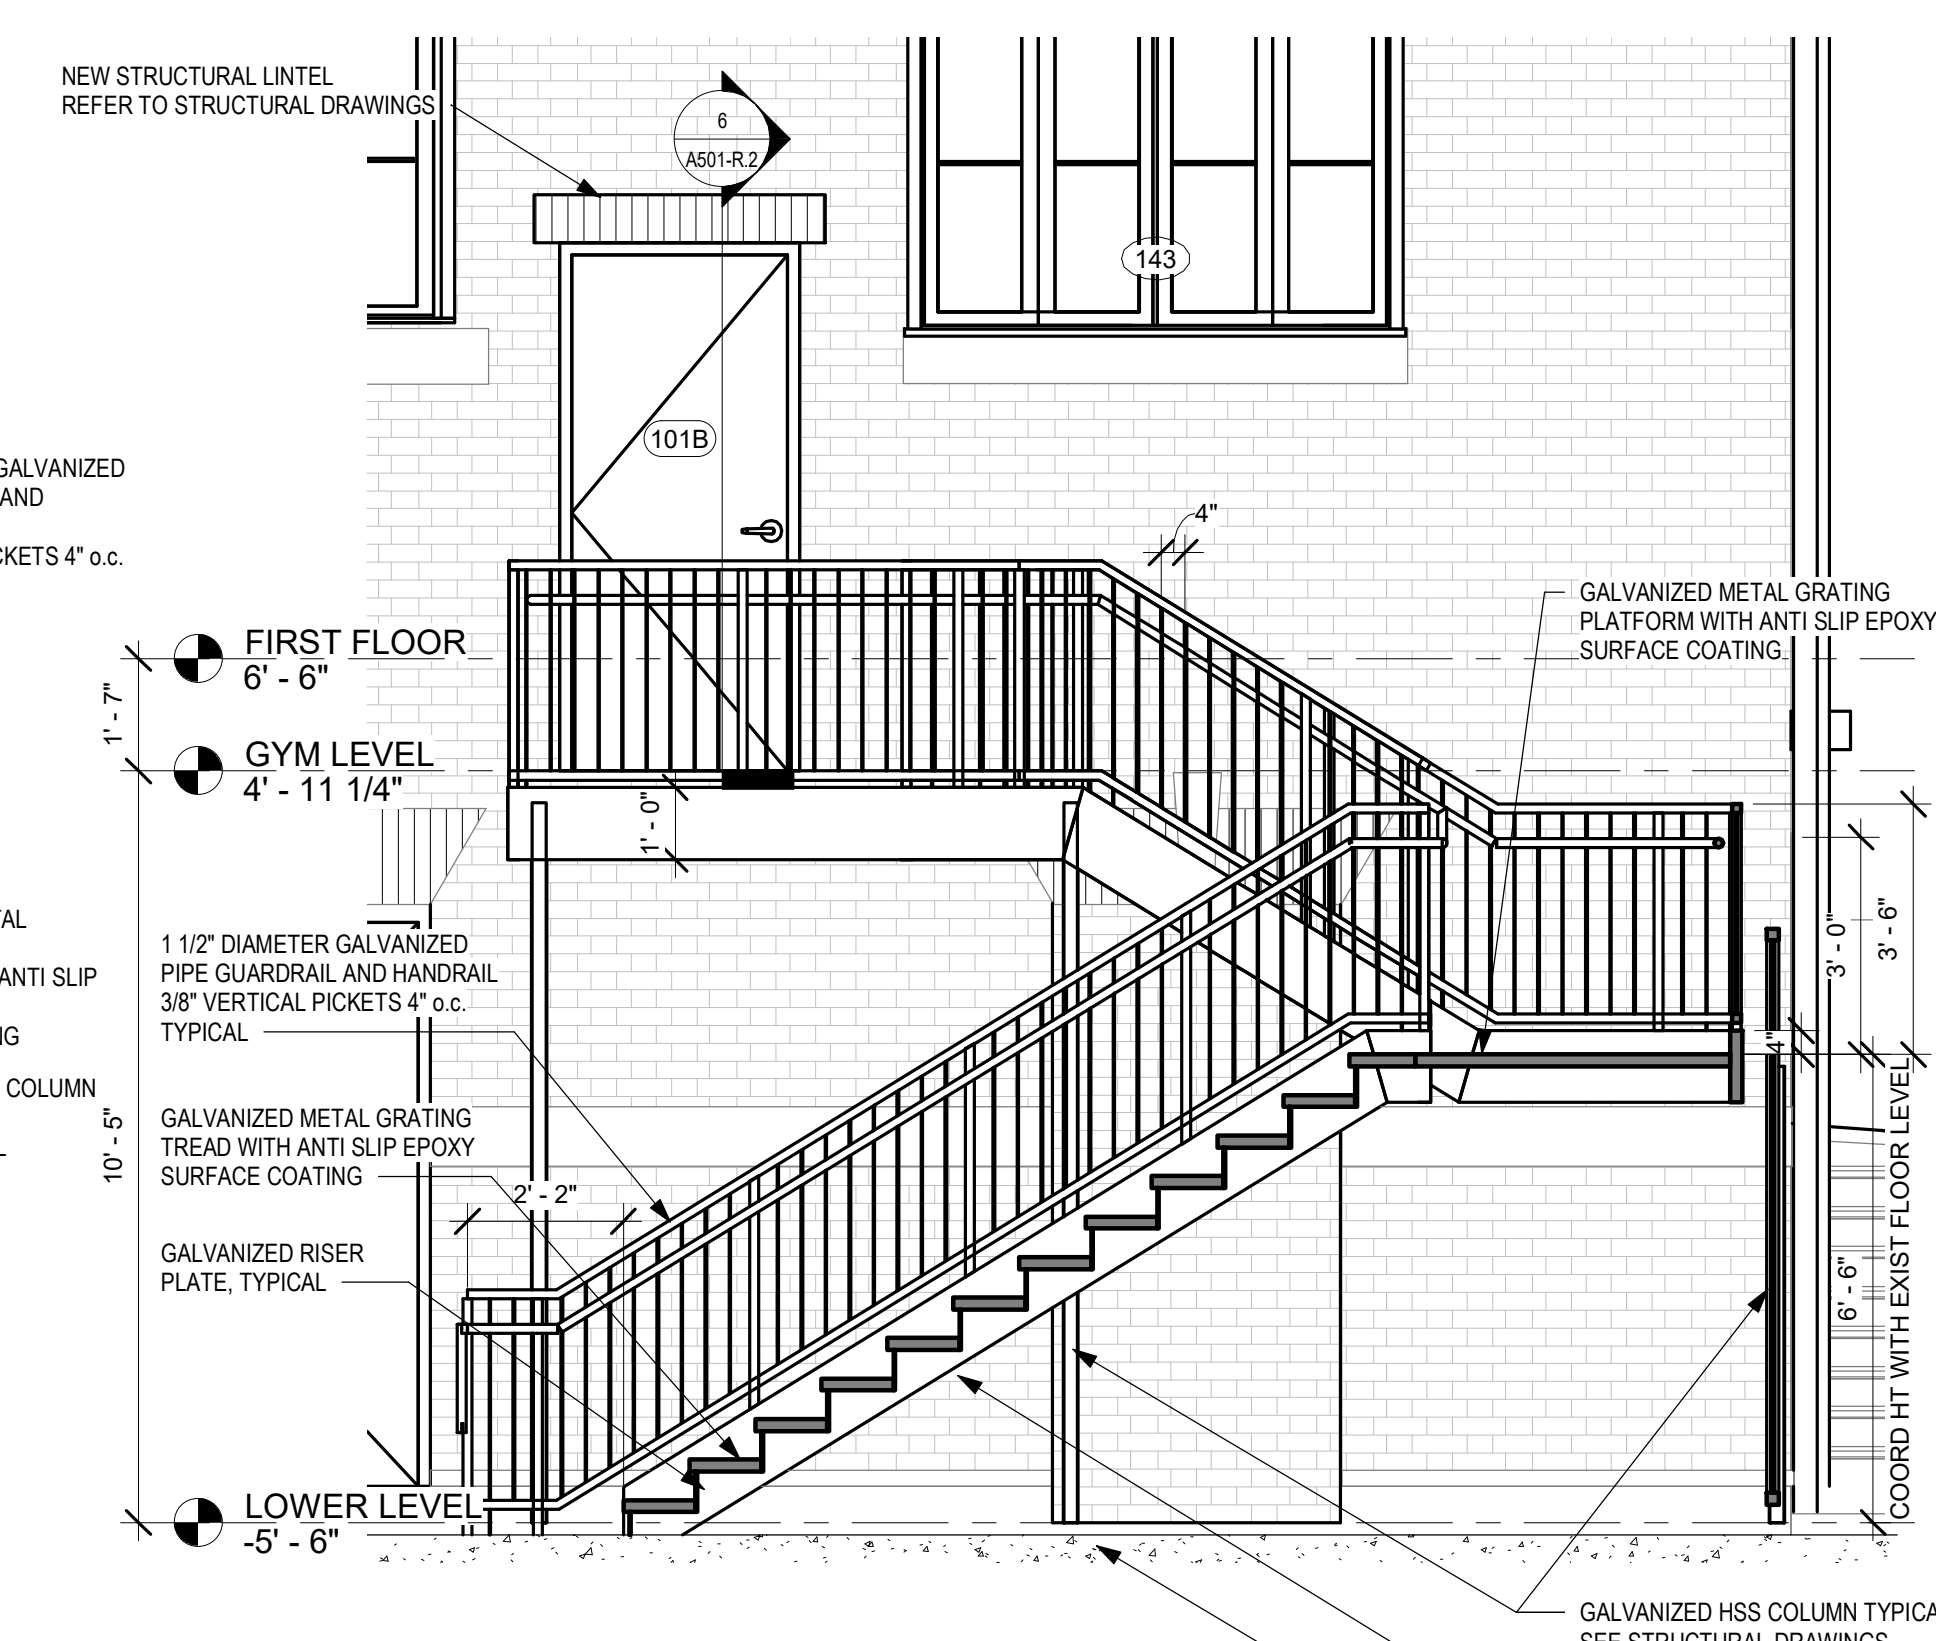 NEW STRUCTURAL LINTEL
REFER TO STRUCTURAL DRAWINGS
6
A501-R.2
143
101B
GALVANIZED
AND
4" o.c.
4"
GALVANIZED METAL GRATING
PLATFORM WITH ANTI SLIP EPOXY
SURFACE COATING
FIRST FLOOR
6' - 6"
1' - 7"
GYM LEVEL
4' - 11 1/4"
1' - 0"
3' - 0"
3' - 6"
4"
ANTI SLIP
COLUMN
1 1/2" DIAMETER GALVANIZED
PIPE GUARDRAIL AND HANDRAIL
3/8" VERTICAL PICKETS 4" o.c.
TYPICAL
10' - 5"
GALVANIZED METAL GRATING
TREAD WITH ANTI SLIP EPOXY
SURFACE COATING
2' - 2"
GALVANIZED RISER
PLATE, TYPICAL
6' - 6"
COORD HT WITH EXIST FLOOR LEVEL
LOWER LEVEL
-5' - 6"
GALVANIZED HSS COLUMN
SEE STRUCTURAL DRAWINGS